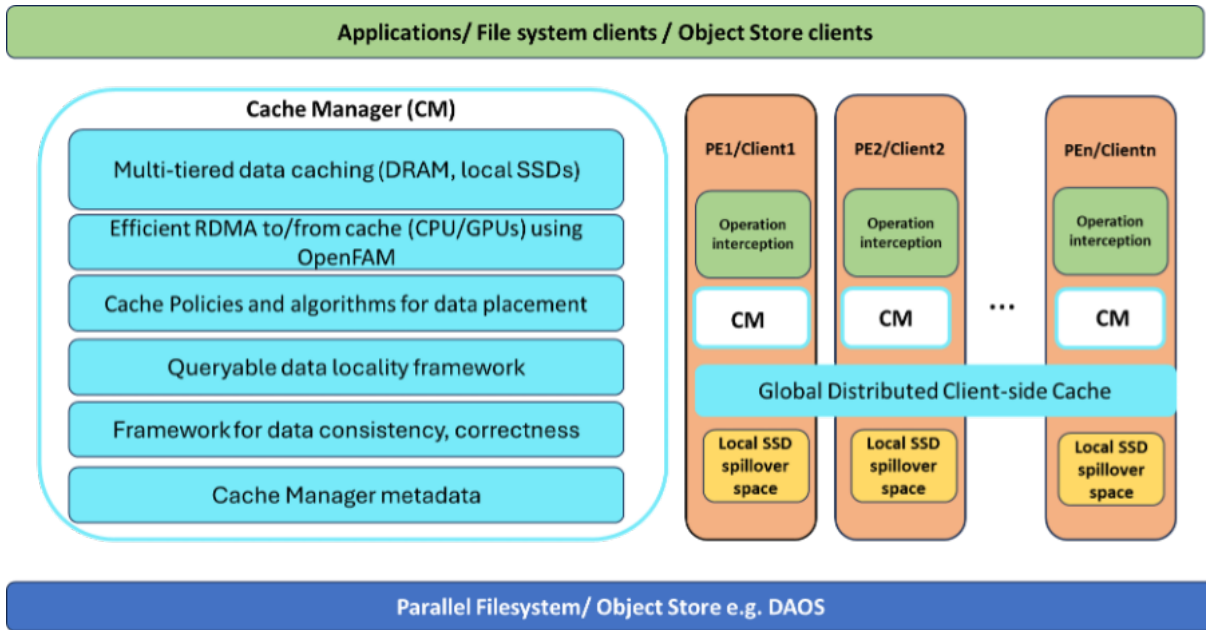 Applications/ File system clients / Object Store clients
Cache Manager (CM)
Multi-tiered data caching (DRAM, local SSDs)
Efficient RDMA to/from cache (CPU/GPUs) using
OpenFAM
Cache Policies and algorithms for data placement
Queryable data locality framework
Framework for data consistency, correctness
Cache Manager metadata
PE1/Client1
Operation
interception
CM
PE2/Client2
Operation
interception
CM
...
PEn/Clientn
Operation
interception
CM
Global Distributed Client-side Cache
Local SSD
spillover
space
Local SSD
spillover
space
Local SSD
spillover
space
Parallel Filesystem/ Object Store e.g. DAOS